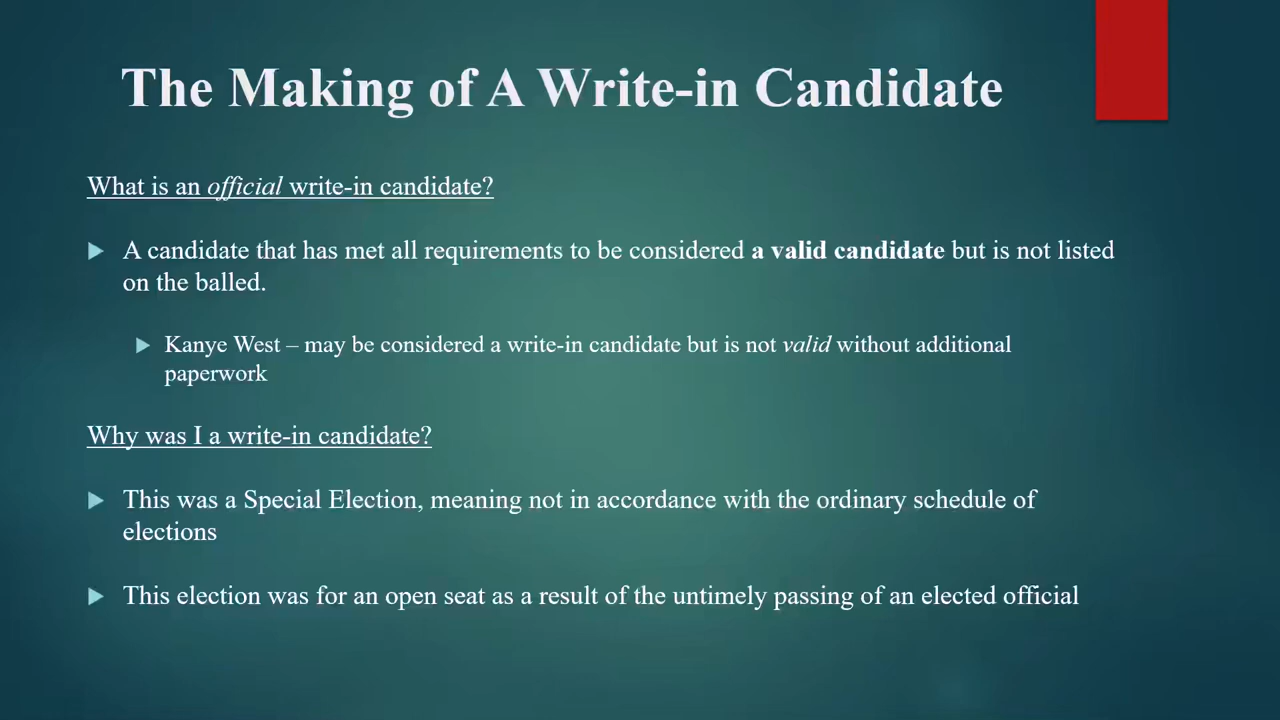 The Making of A Write-in Candidate
What is an official write-in candidate?
A candidate that has met all requirements to be considered a valid candidate but is not listed
on the balled.
Kanye West – may be considered a write-in candidate but is not valid without additional
paperwork
Why was I a write-in candidate?
This was a Special Election, meaning not in accordance with the ordinary schedule of
elections
This election was for an open seat as a result of the untimely passing of an elected official